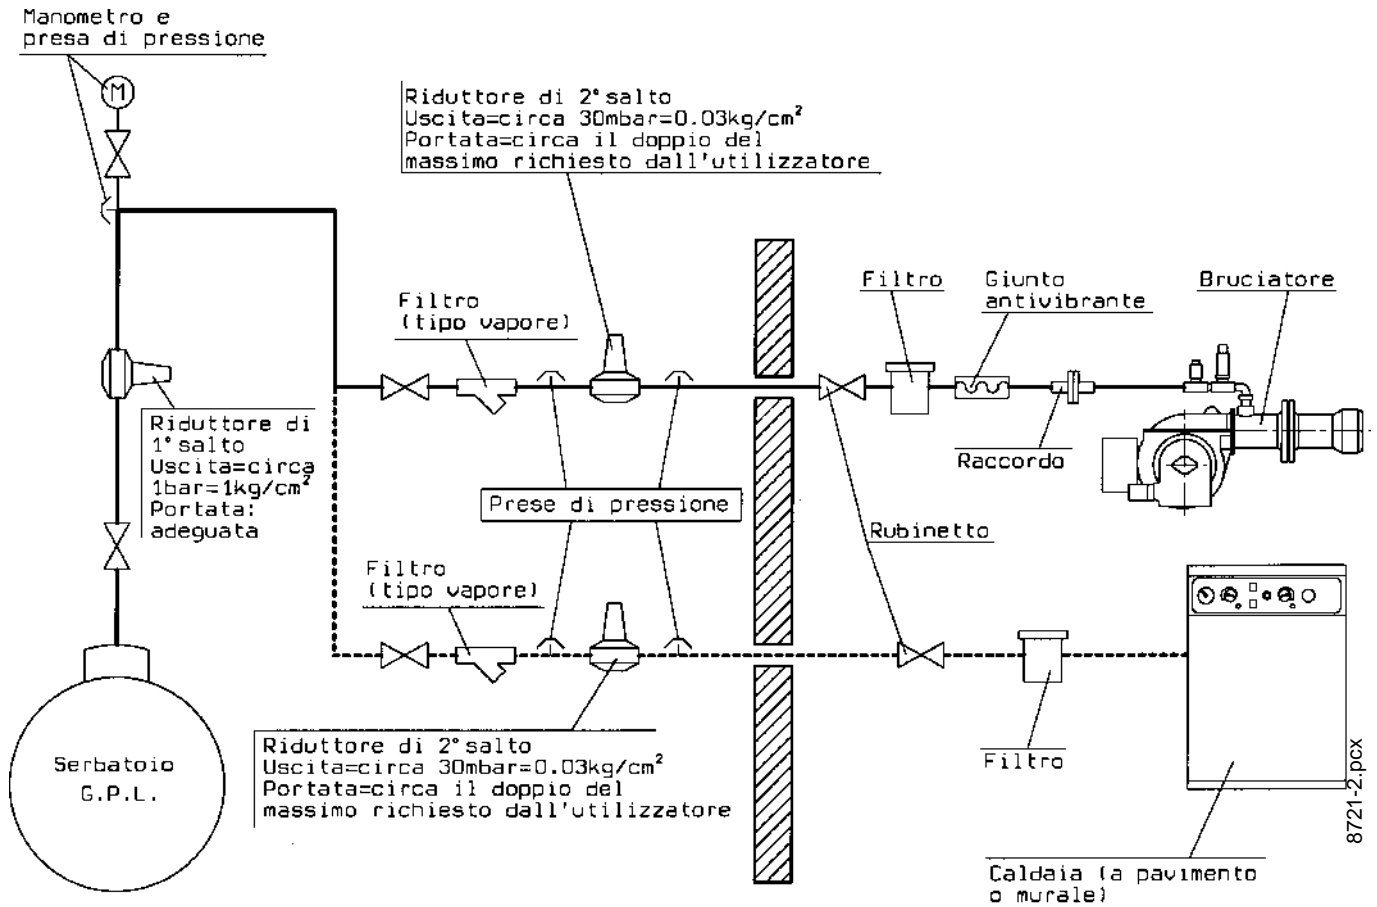 Manometro e
presa di pressione
M
Riduttore di 2° salto
Uscita=circa 30mbar=0.03kg/cm²
Portata=circa il doppio del
massimo richiesto dall'utilizzatore
Filtro
(tipo vapore)
Filtro
Giunto
antivibrante
Bruciatore
Riduttore di
1° salto
Uscita=circa
1bar=1kg/cm²
Portata:
adeguata
Raccordo
Prese di pressione
Rubinetto
Filtro
(tipo vapore)
Serbatoio
G.P.L.
Riduttore di 2° salto
Uscita=circa 30mbar=0.03kg/cm²
Portata=circa il doppio del
massimo richiesto dall'utilizzatore
Filtro
Caldaia (a pavimento
o murale)
8721-2.pcx